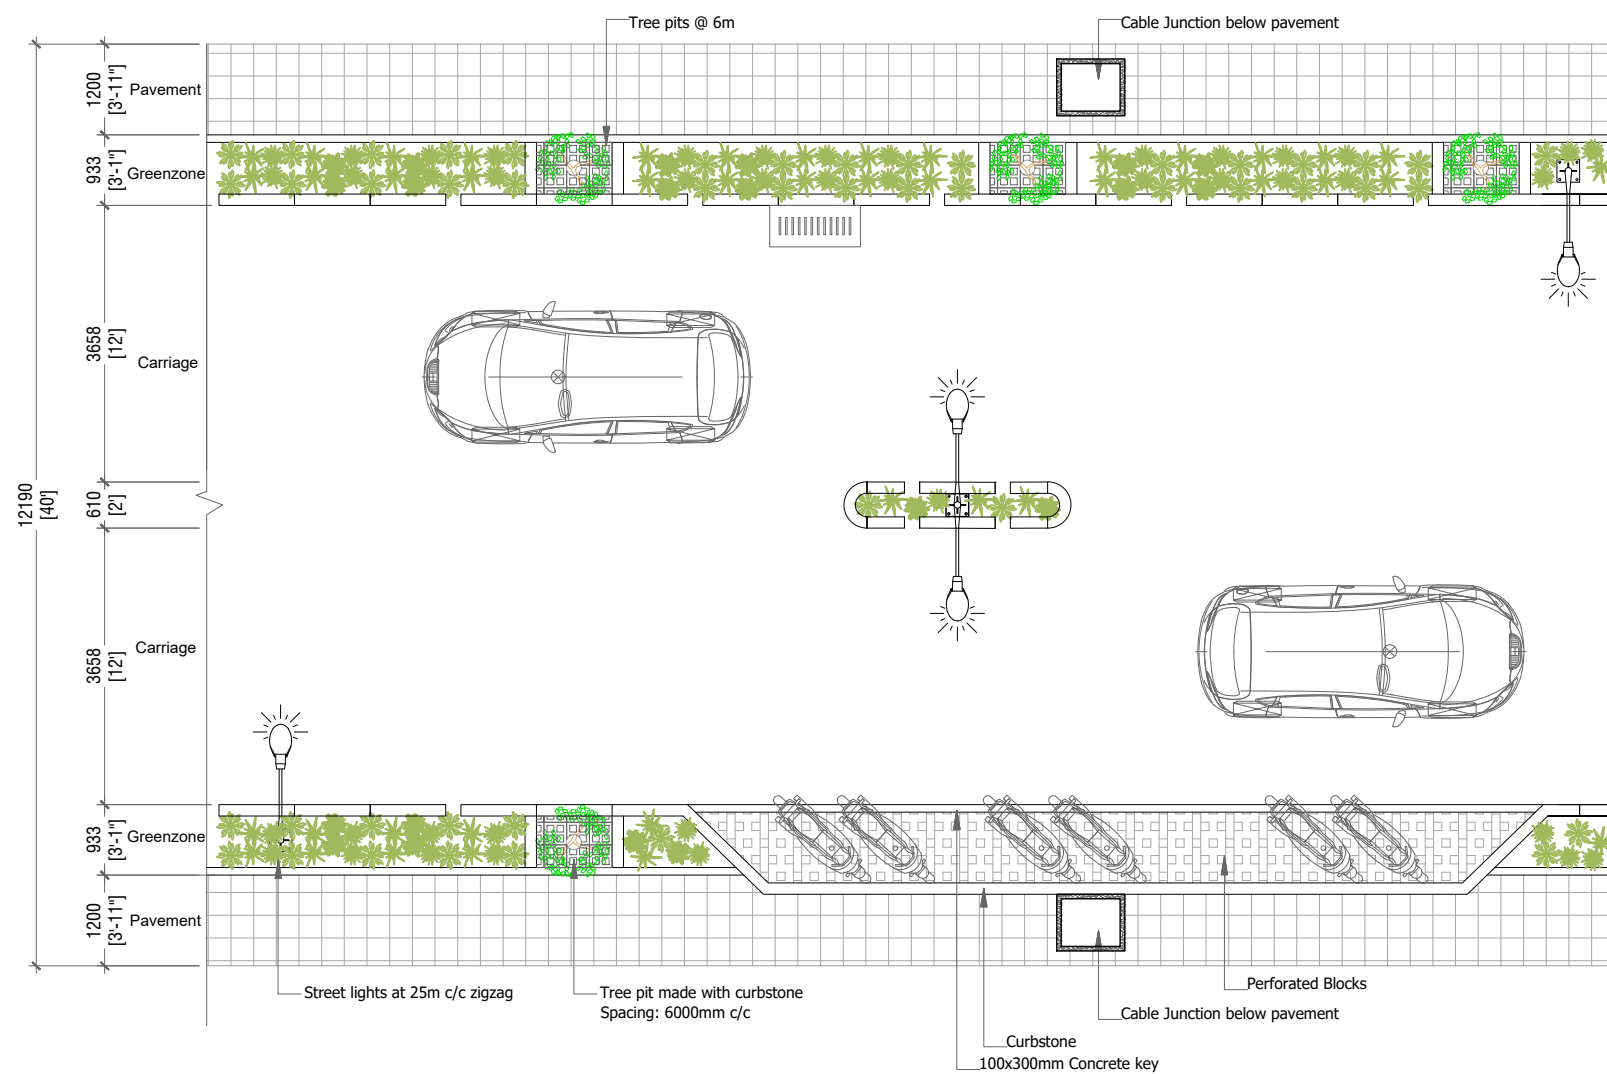 Tree pits @ 6m
Cable Junction below pavement
1200
[3'-11"]
Pavement
933
[3'-1"]
Greenzone
3658
[12']
Carriage
12190
[40']
610
[2']
3658
[12']
Carriage
933
[3'-1"]
Greenzone
1200
[3'-11"]
Pavement
Street lights at 25m c/c zigzag
Tree pit made with curbstone
Spacing: 6000mm c/c
Perforated Blocks
Cable Junction below pavement
Curbstone
100x300mm Concrete key